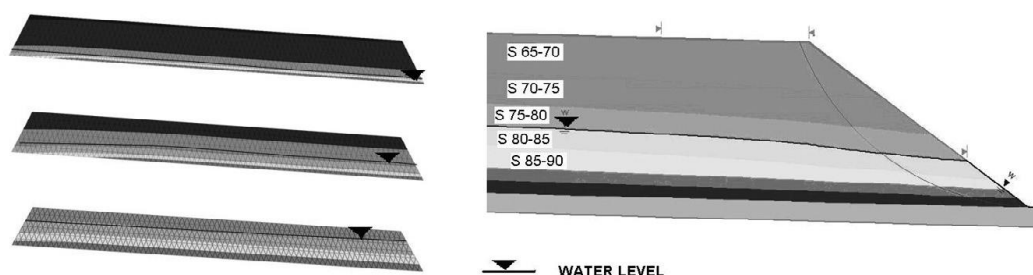 S 65-70
S 70-75
S 75-80
W
S 80-85
S 85-90
W
WATER LEVEL